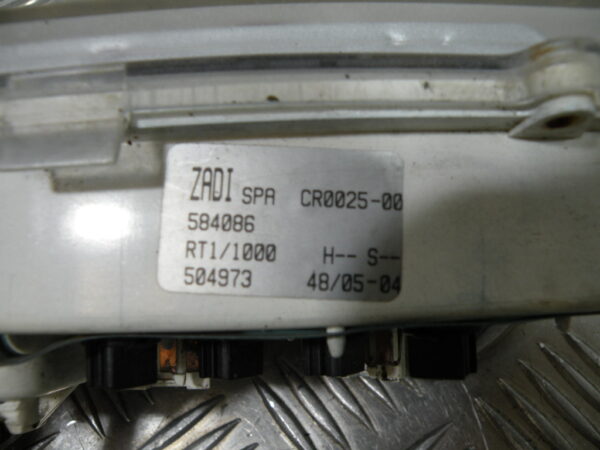 ZADI SPA CR0025-00
584086
RT1/1000 H-- S--
504973 48/05-04